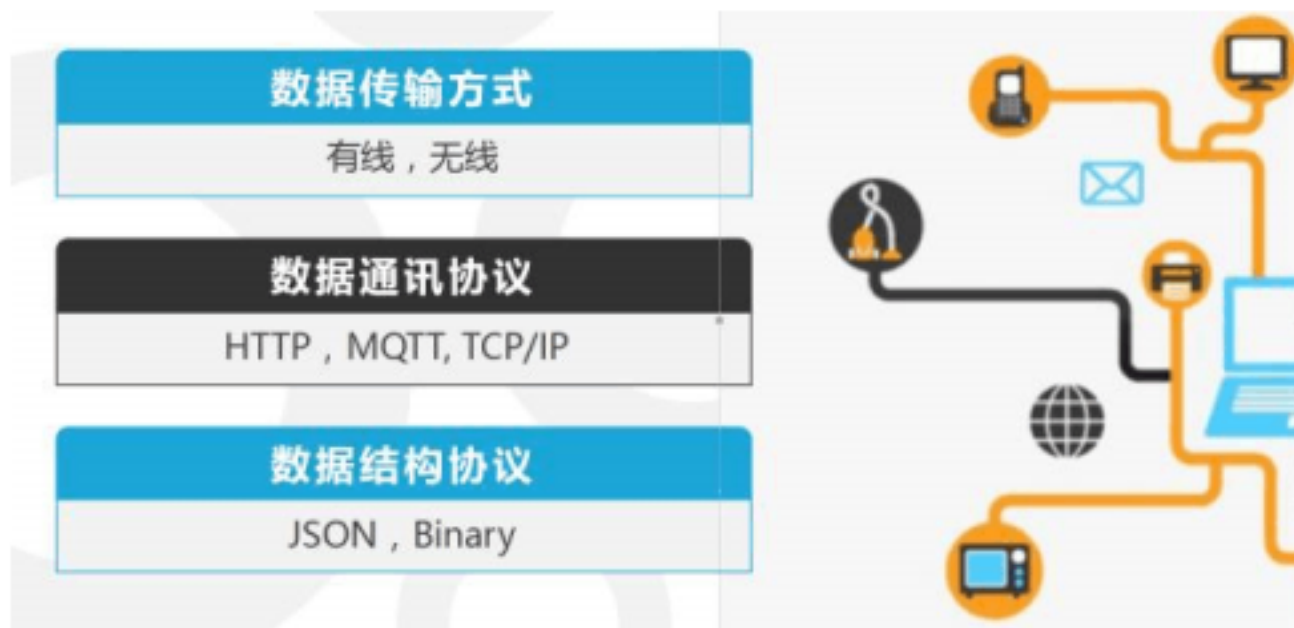 数据传输方式
有线，无线
数据通讯协议
HTTP，MQTT, TCP/IP
数据结构协议
JSON，Binary